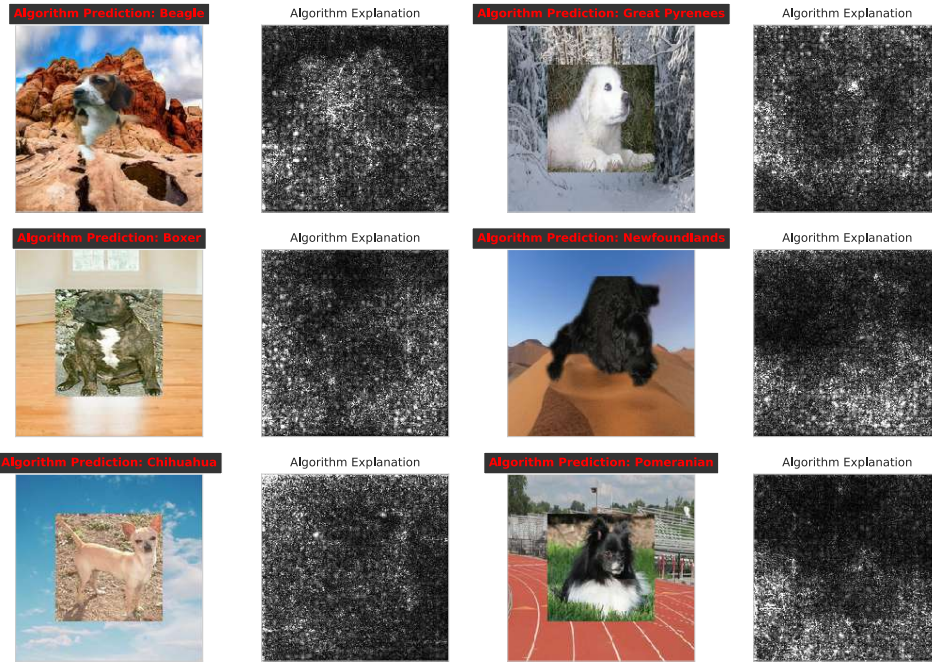 Algorithm Prediction: Beagle
Algorithm Explanation
Algorithm Prediction: Great Pyrenees
Algorithm Explanation
Algorithm Prediction: Boxer
Algorithm Explanation
Algorithm Prediction: Newfoundlands
Algorithm Explanation
Algorithm Prediction: Chihuahua
Algorithm Explanation
Algorithm Prediction: Pomeranian
Algorithm Explanation